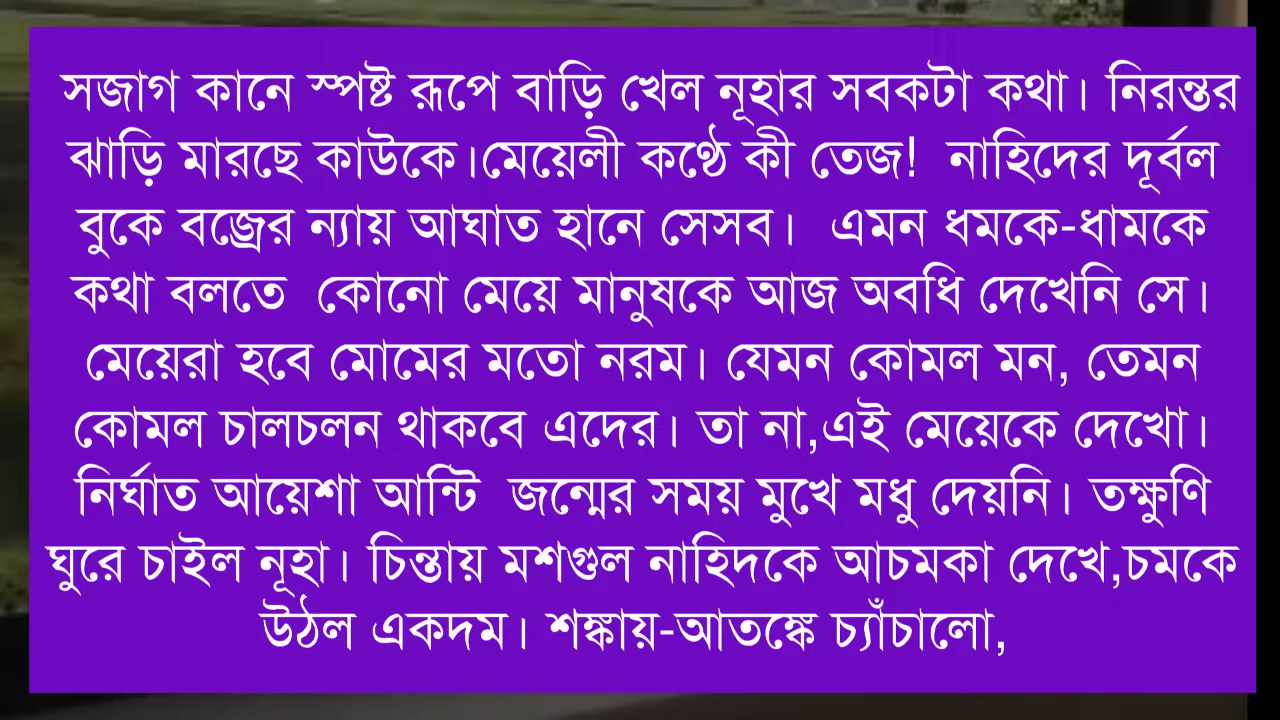 সজাগ কানে স্পষ্ট রূপে বাড়ি খেল নূহার সবকটা কথা। নিরন্তর
ঝাড়ি মারছে কাউকে।মেয়েলী কণ্ঠে কী তেজ! নাহিদের দূর্বল
বুকে বজ্রের ন্যায় আঘাত হানে সেসব। এমন ধমকে-ধামকে
কথা বলতে কোনো মেয়ে মানুষকে আজ অবধি দেখেনি সে।
মেয়েরা হবে মোমের মতো নরম। যেমন কোমল মন, তেমন
কোমল চালচলন থাকবে এদের। তা না,এই মেয়েকে দেখো।
নির্ঘাত আয়েশা আন্টি জন্মের সময় মুখে মধু দেয়নি। তক্ষুণি
ঘুরে চাইল নূহা। চিন্তায় মশগুল নাহিদকে আচমকা দেখে,চমকে
উঠল একদম। শঙ্কায়-আতঙ্কে চ্যাঁচালো,